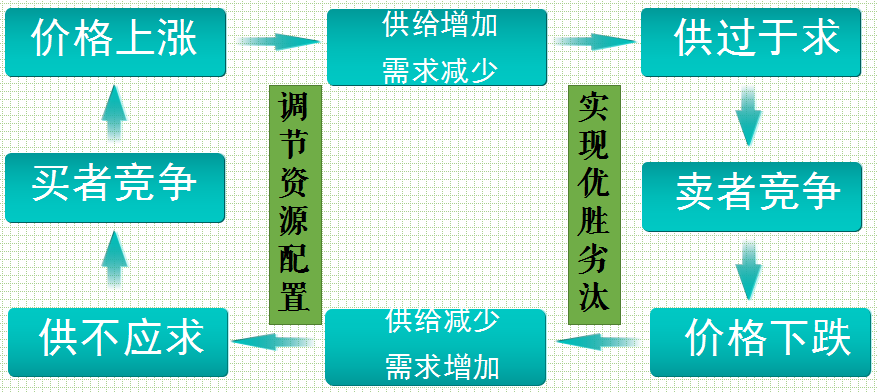 价格上涨
供给增加
需求减少
供过于求
调节资源配置
实现优胜劣汰
买者竞争
卖者竞争
供不应求
供给减少
需求增加
价格下跌